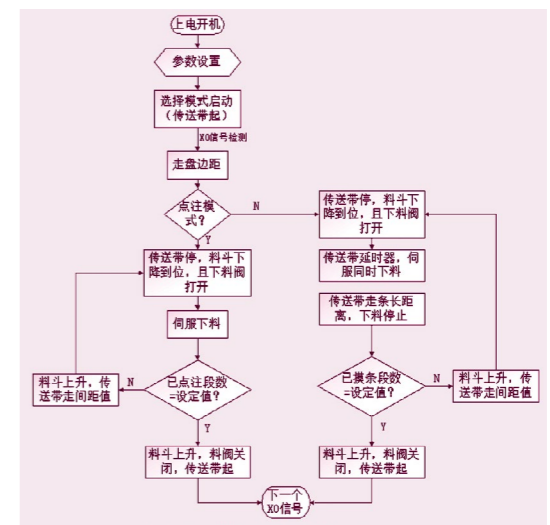 上电开机
参数设置
选择模式启动
（传送带起）
X0信号检测
走盘边距
点注模
式？
N
Y
传送带停，料斗下
降到位，且下料阀
打开
伺服下料
已点注段数
=设定值？
N
料斗上升，传
送带走间距值
Y
料斗上升，料阀关
闭，传送带起
传送带停，料斗下
降到位，且下料阀
打开
传送带延时器，伺
服同时下料
传送带走条长距
离，下料停止
已摸条段数
=设定值？
N
料斗上升，传
送带走间距值
Y
料斗上升，料阀关
闭，传送带起
下一个
X0信号